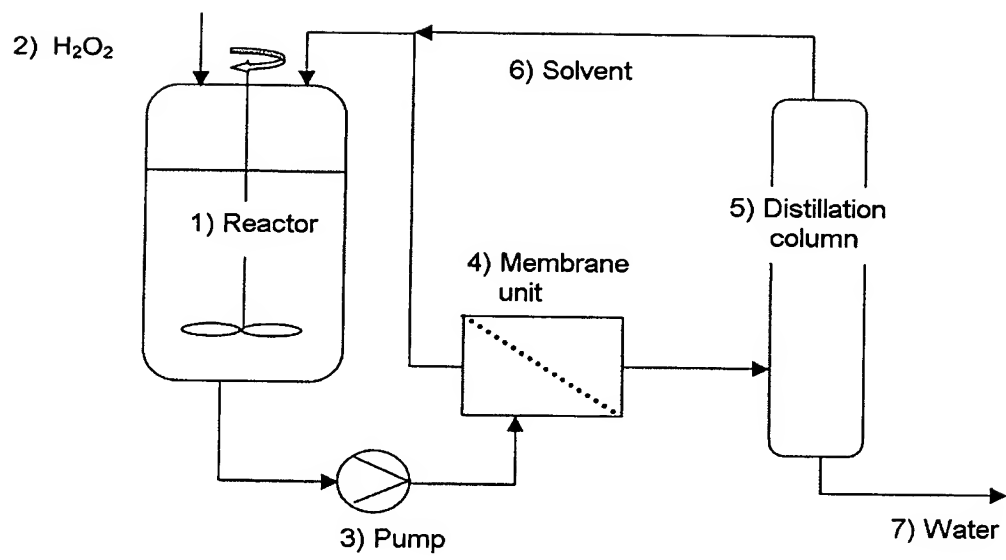 2) H₂O₂
6) Solvent
1) Reactor
5) Distillation
column
4) Membrane
unit
3) Pump
7) Water